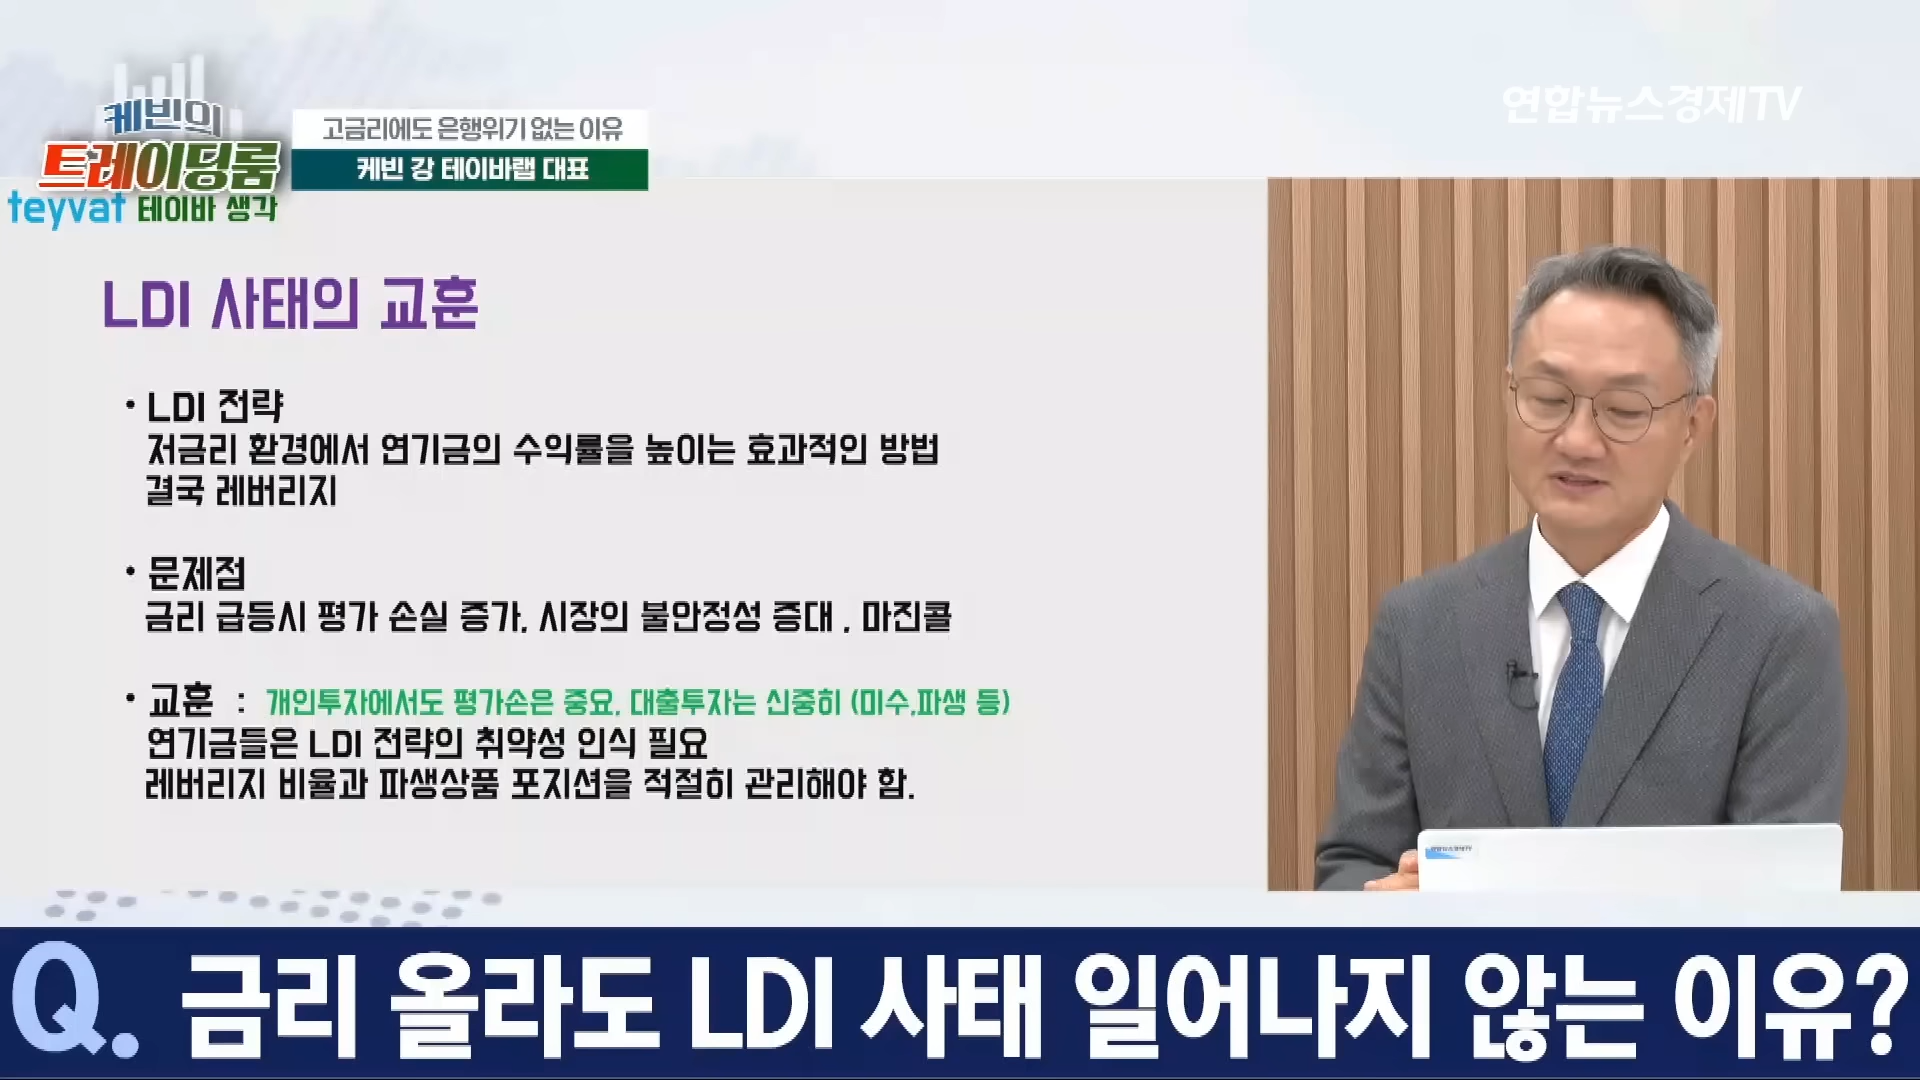 케빈의
트레이딩룸
teyvat 테이바 생각
고금리에도 은행위기 없는 이유
케빈 강 테이바랩 대표
연합뉴스경제TV
LDI 사태의 교훈
• LDI 전략
저금리 환경에서 연기금의 수익률을 높이는 효과적인 방법
결국 레버리지
• 문제점
금리 급등시 평가 손실 증가, 시장의 불안정성 증대 , 마진콜
• 교훈 : 개인투자에서도 평가손은 중요, 대출투자는 신중히 (미수,파생 등)
연기금들은 LDI 전략의 취약성 인식 필요
레버리지 비율과 파생상품 포지션을 적절히 관리해야 함.
연합뉴스경제TV
Q. 금리 올라도 LDI 사태 일어나지 않는 이유?